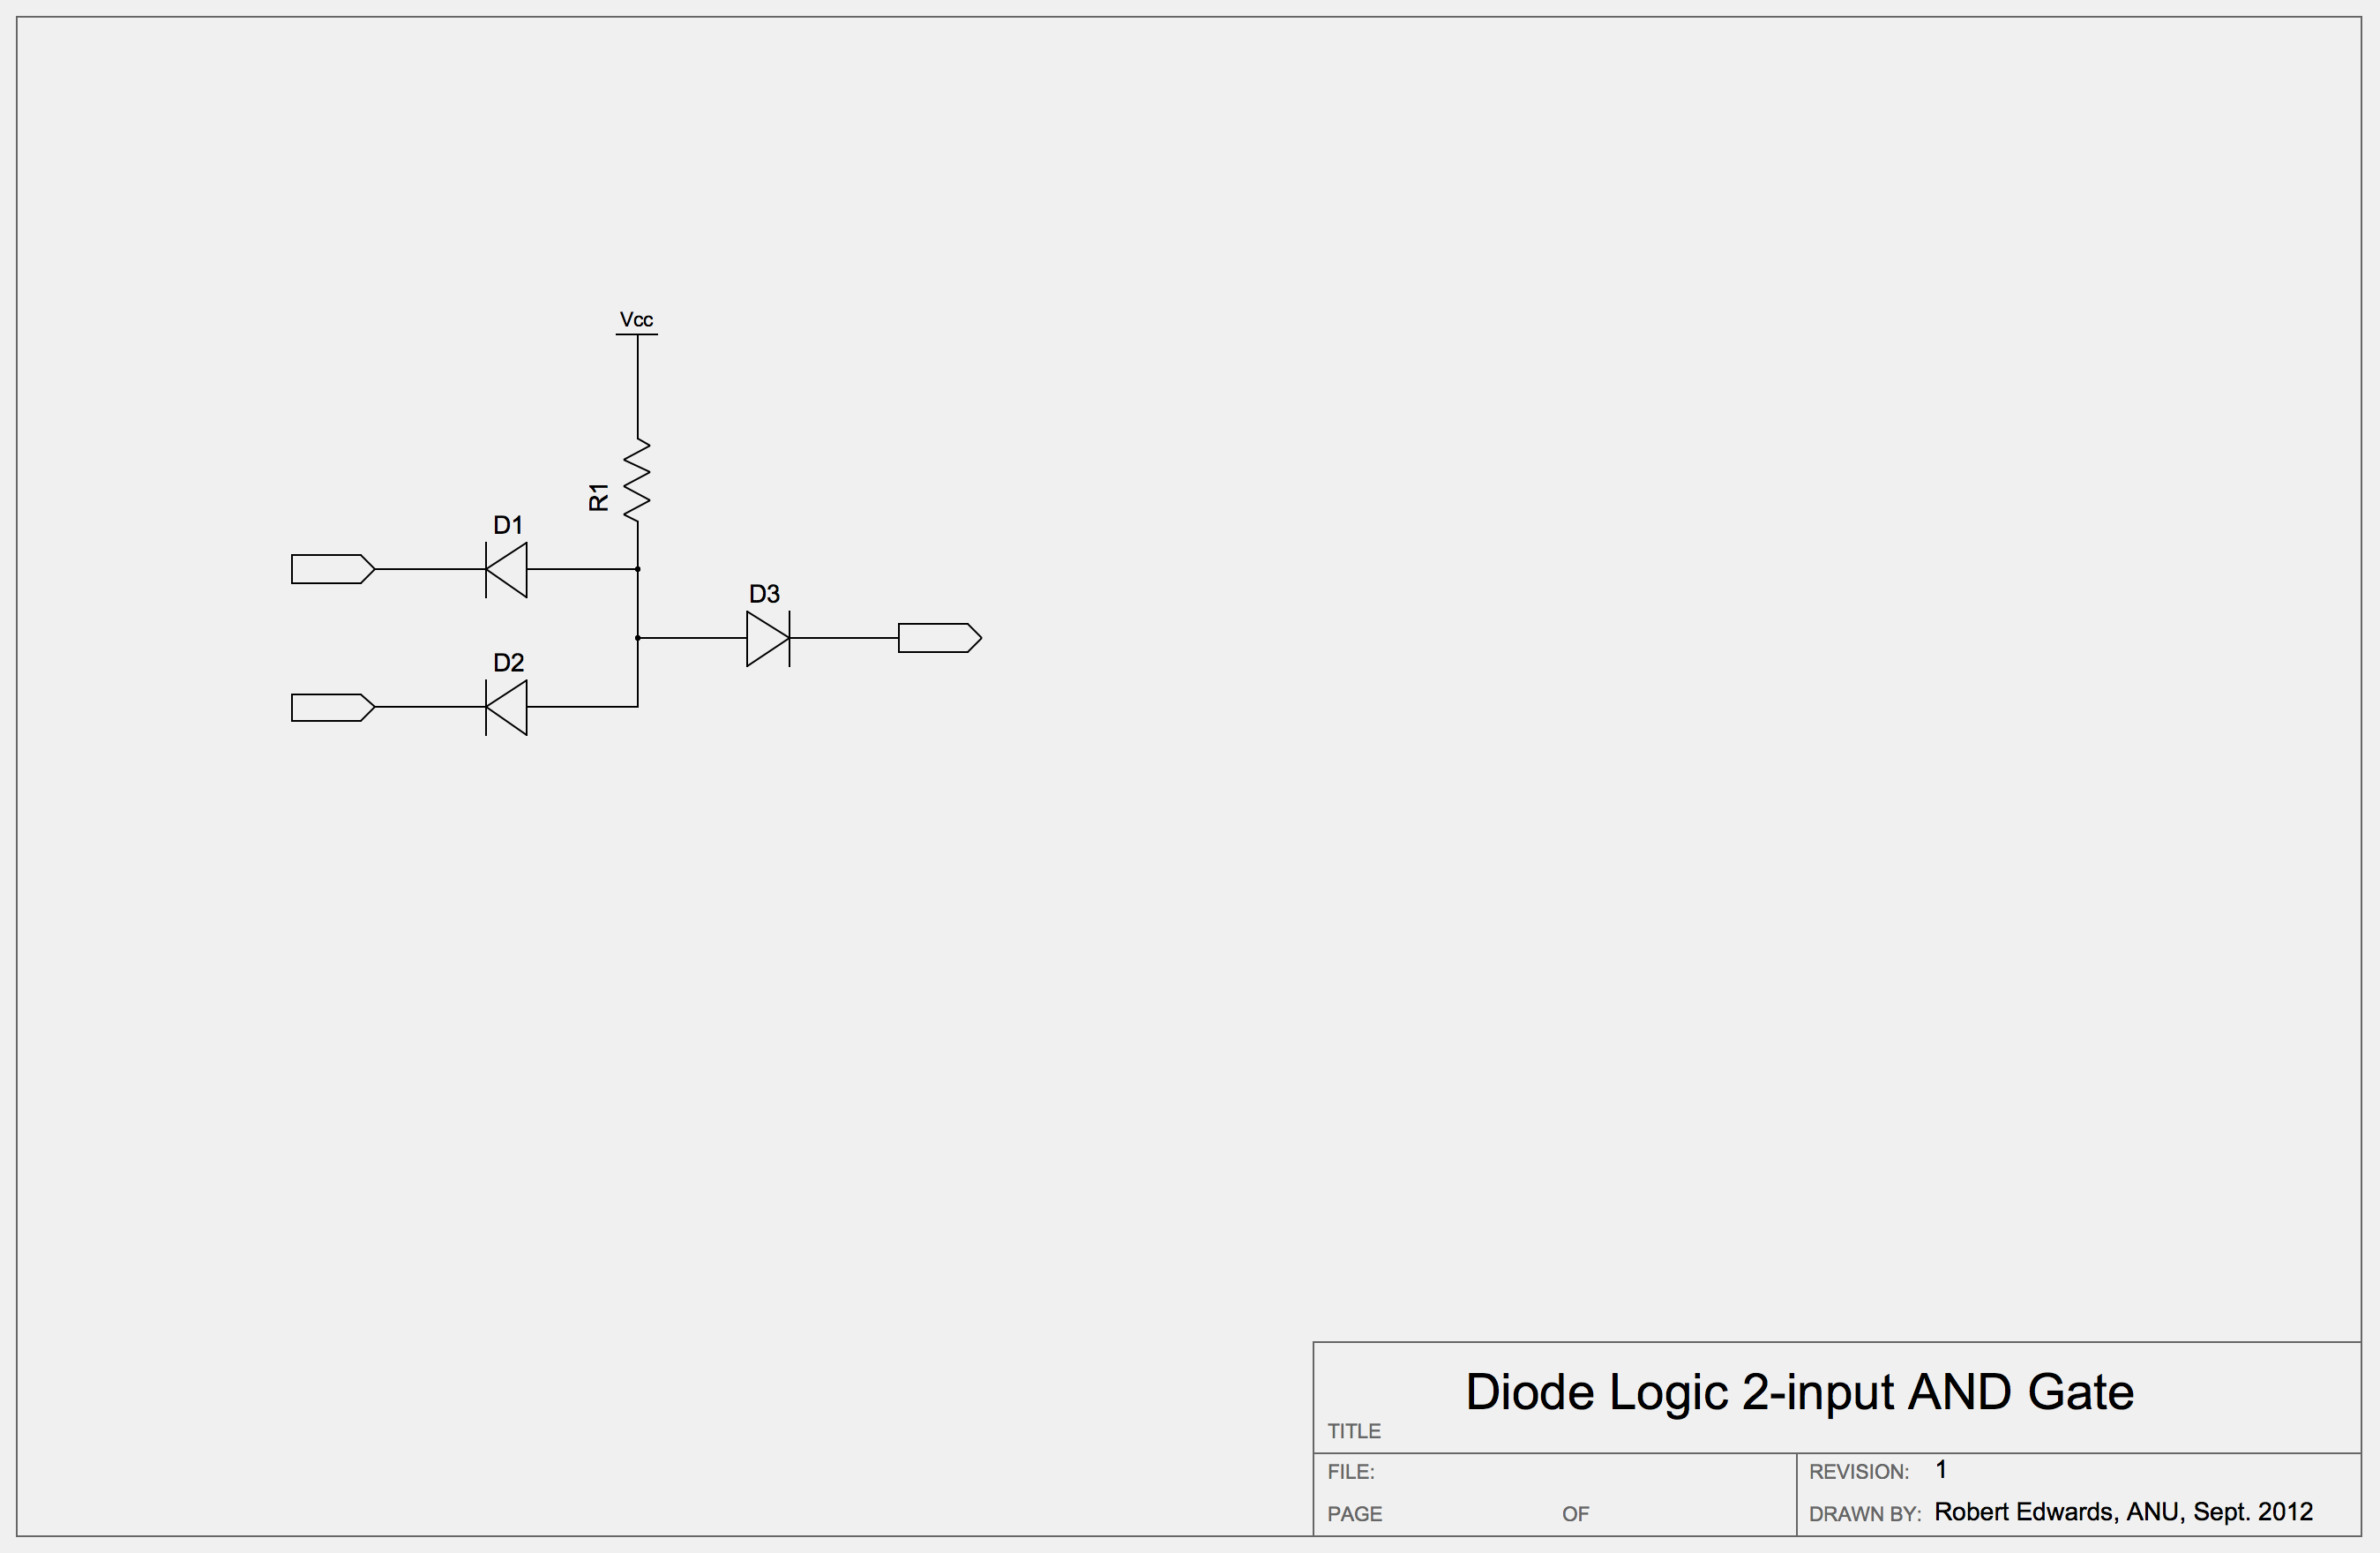 Vcc
R1
D1
D3
D2
Diode Logic 2-input AND Gate
TITLE
FILE:
REVISION: 1
PAGE OF
DRAWN BY: Robert Edwards, ANU, Sept. 2012